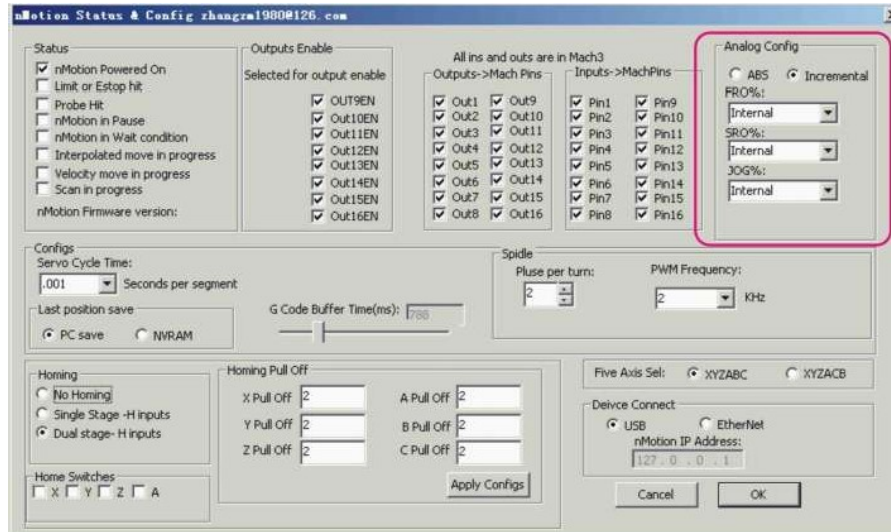 nMotion Status & Config zhangzm1980@126.com
Status
nMotion Powered On
Limit or Estop hit
Probe Hit
nMotion in Pause
nMotion in Wait condition
Interpolated move in progress
Velocity move in progress
Scan in progress
nMotion Firmware version:
Outputs Enable
Selected for output enable
OUT9EN
Out10EN
Out11EN
Out12EN
Out13EN
Out14EN
Out15EN
Out16EN
All ins and outs are in Mach3
Outputs->Mach Pins
Out1 Out9
Out2 Out10
Out3 Out11
Out4 Out12
Out5 Out13
Out6 Out14
Out7 Out15
Out8 Out16
Inputs->MachPins
Pin1 Pin9
Pin2 Pin10
Pin3 Pin11
Pin4 Pin12
Pin5 Pin13
Pin6 Pin14
Pin7 Pin15
Pin8 Pin16
Analog Config
ABS Incremental
FRO%:
Internal
SRO%:
Internal
JOG%:
Internal
Configs
Servo Cycle Time:
.001 Seconds per segment
Last position save
PC save NVRAM
G Code Buffer Time(ms): 786
Spidle
Pluse per turn:
2
PWM Frequency:
2 KHz
Homing
No Homing
Single Stage -H inputs
Dual stage- H inputs
Home Switches
X Y Z A
Homing Pull Off
X Pull Off 2 A Pull Off 2
Y Pull Off 2 B Pull Off 2
Z Pull Off 2 C Pull Off 2
Apply Configs
Five Axis Sel: XYZABC XYZACB
Deivce Connect
USB EtherNet
nMotion IP Address:
127 . 0 . 0 . 1
Cancel OK